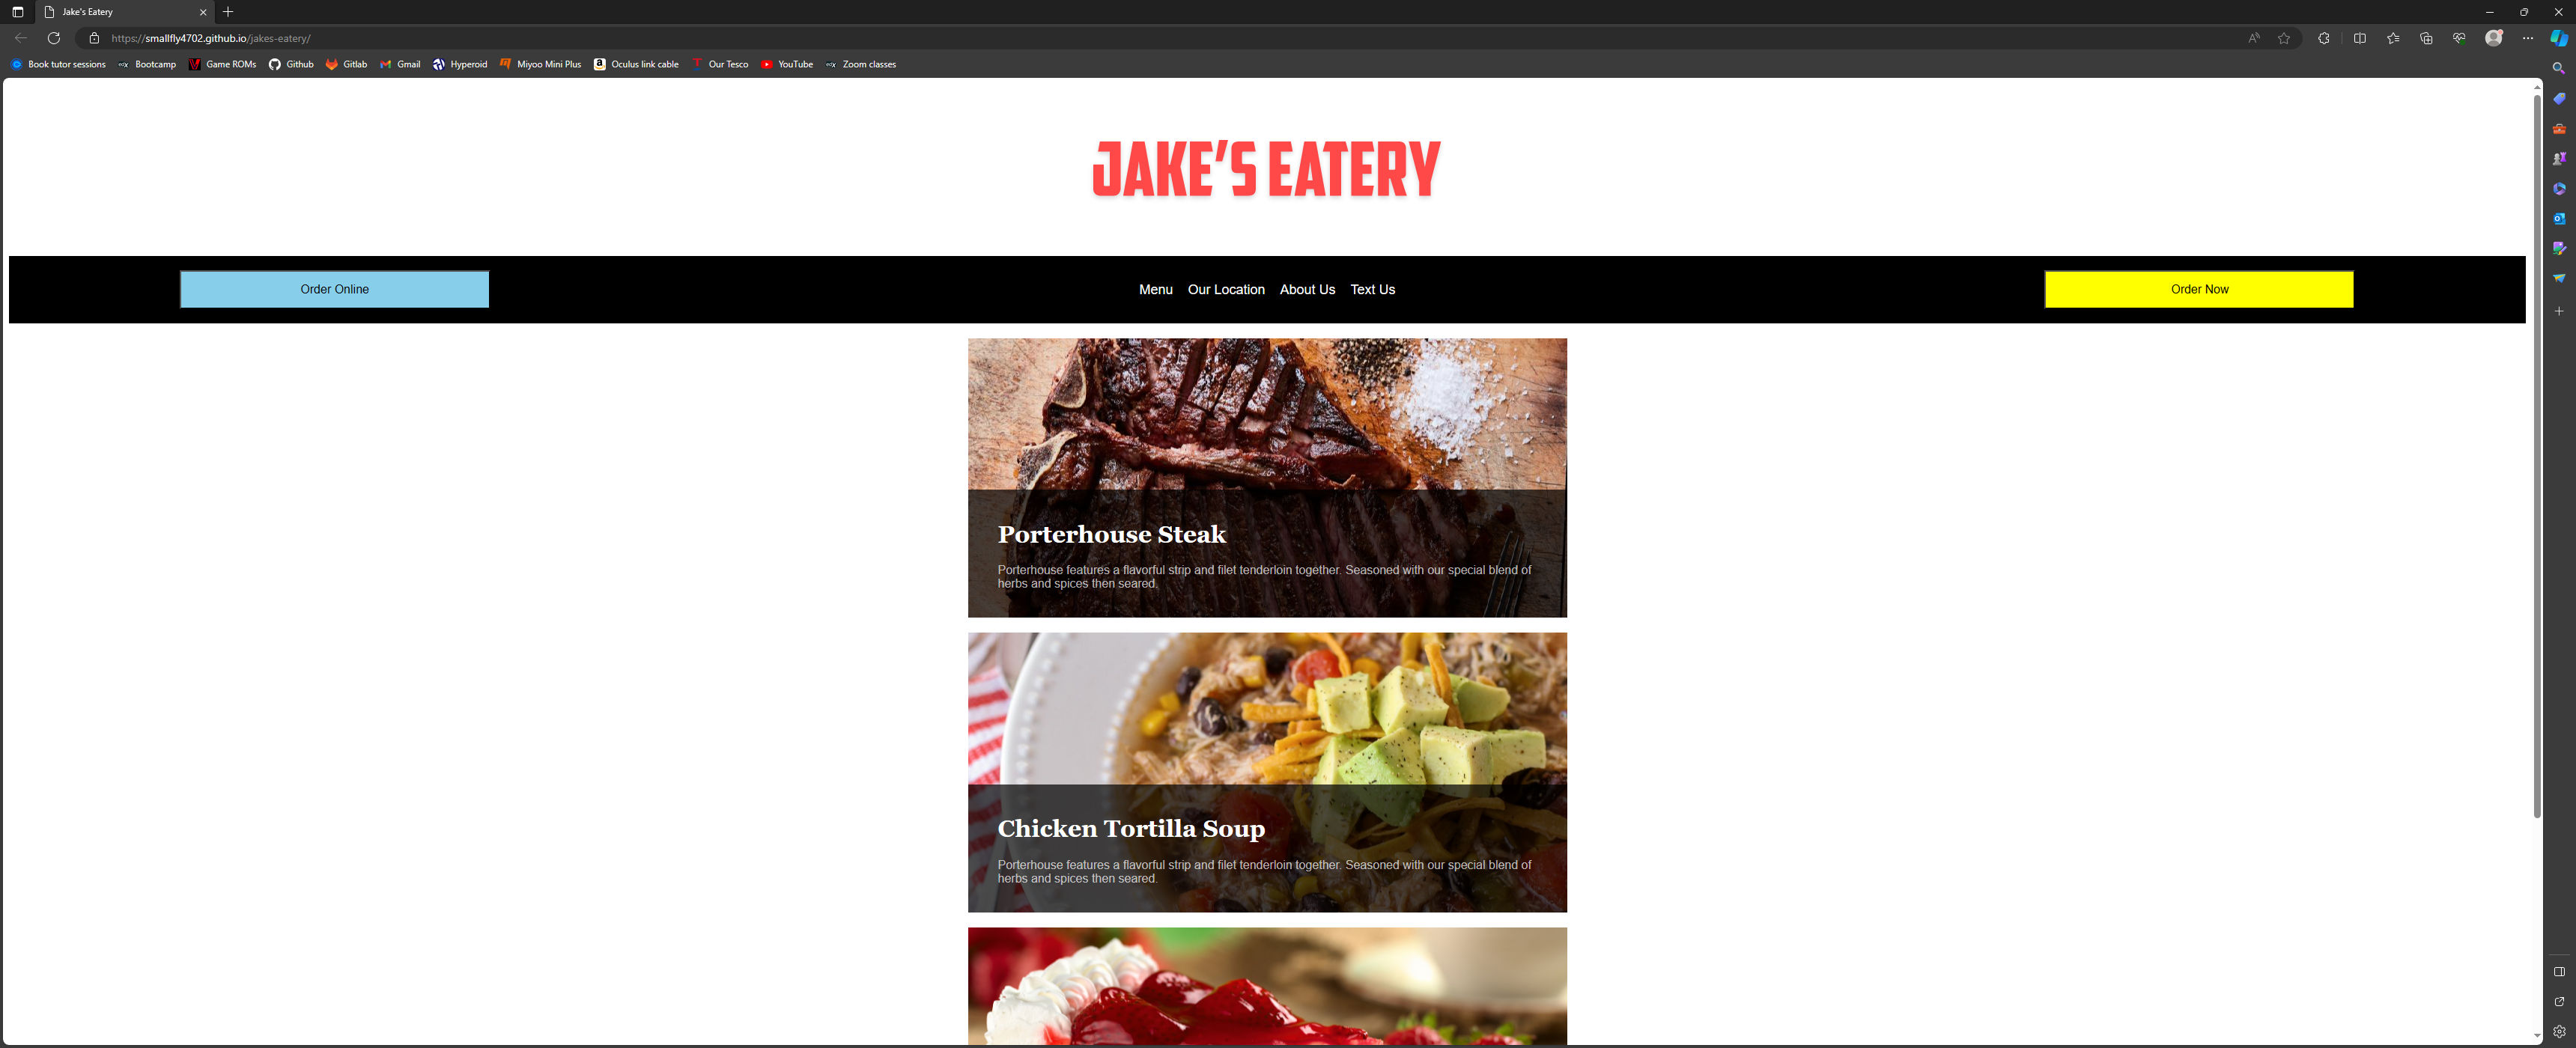 Jake's Eatery
https://smallfly4702.github.io/jakes-eatery/
Book tutor sessions Bootcamp Game ROMs Github Gitlab Gmail Hyperoid Miyoo Mini Plus Oculus link cable Our Tesco YouTube Zoom classes
JAKE'S EATERY
Order Online Menu Our Location About Us Text Us Order Now
Porterhouse Steak
Porterhouse features a flavorful strip and filet tenderloin together. Seasoned with our special blend of
herbs and spices then seared.
Chicken Tortilla Soup
Porterhouse features a flavorful strip and filet tenderloin together. Seasoned with our special blend of
herbs and spices then seared.